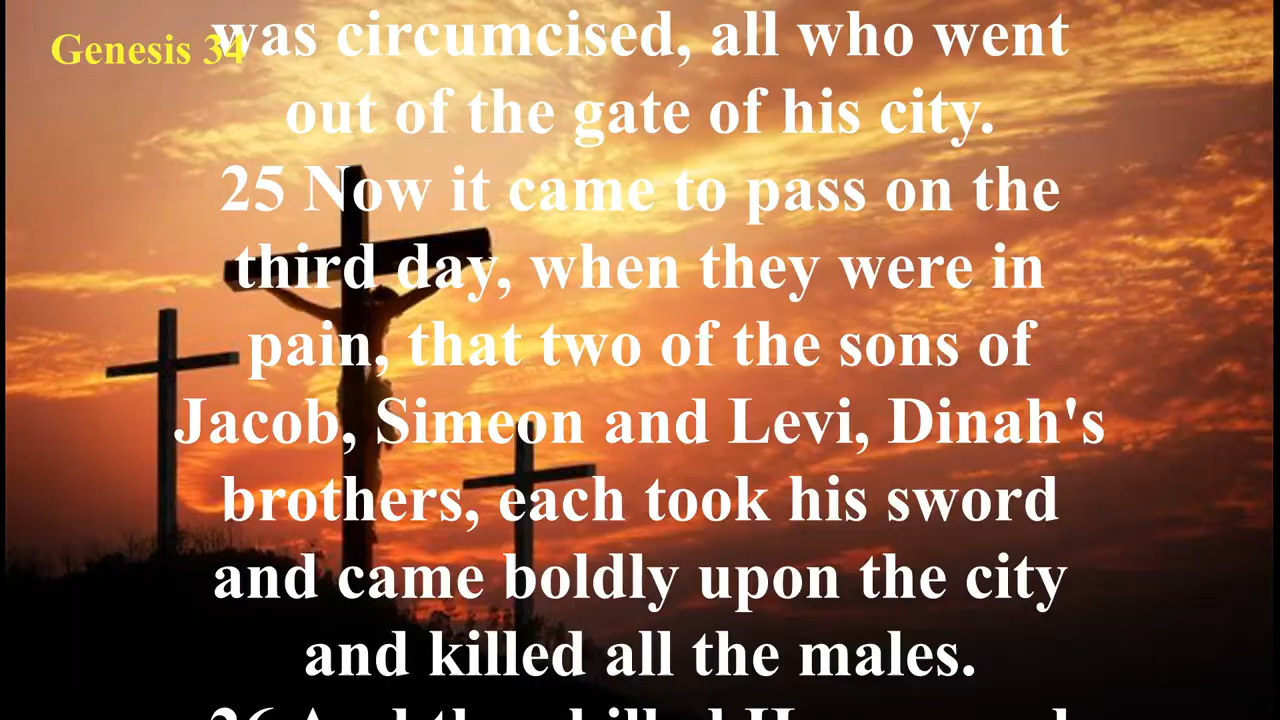 Genesis 34
was circumcised, all who went
out of the gate of his city.
25 Now it came to pass on the
third day, when they were in
pain, that two of the sons of
Jacob, Simeon and Levi, Dinah's
brothers, each took his sword
and came boldly upon the city
and killed all the males.